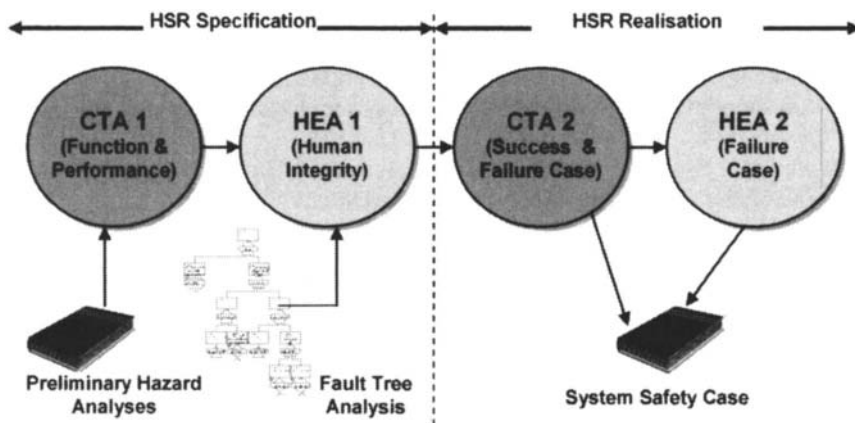 HSR Specification
HSR Realisation
CTA 1
(Function &
Performance)
HEA 1
(Human
Integrity)
CTA 2
(Success &
Failure Case)
HEA 2
(Failure
Case)
Preliminary Hazard
Analyses
Fault Tree
Analysis
System Safety Case